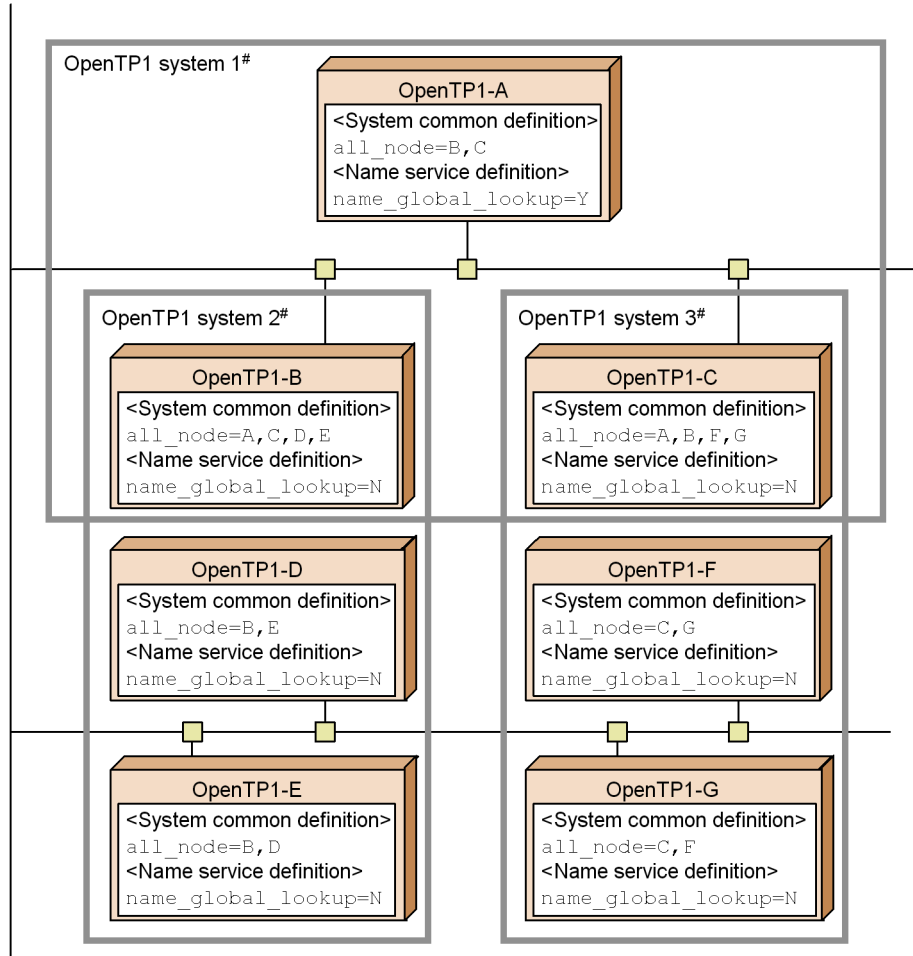 OpenTP1 system 1#
OpenTP1-A
<System common definition>
all_node=B,C
<Name service definition>
name_global_lookup=Y
OpenTP1 system 2#
OpenTP1-B
<System common definition>
all_node=A,C,D,E
<Name service definition>
name_global_lookup=N
OpenTP1 system 3#
OpenTP1-C
<System common definition>
all_node=A,B,F,G
<Name service definition>
name_global_lookup=N
OpenTP1-D
<System common definition>
all_node=B,E
<Name service definition>
name_global_lookup=N
OpenTP1-F
<System common definition>
all_node=C,G
<Name service definition>
name_global_lookup=N
OpenTP1-E
<System common definition>
all_node=B,D
<Name service definition>
name_global_lookup=N
OpenTP1-G
<System common definition>
all_node=C,F
<Name service definition>
name_global_lookup=N